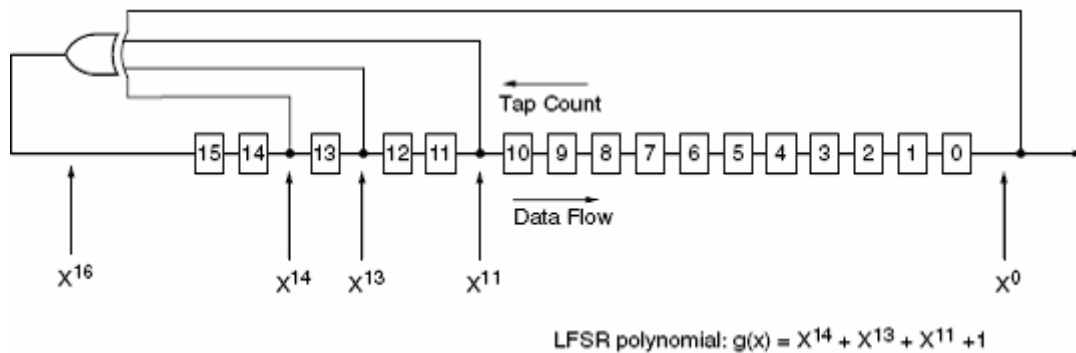 Tap Count
15 14 13 12 11 10 9 8 7 6 5 4 3 2 1 0
Data Flow
X¹⁶ X¹⁴ X¹³ X¹¹ X⁰
LFSR polynomial: g(x) = X¹⁴ + X¹³ + X¹¹ +1